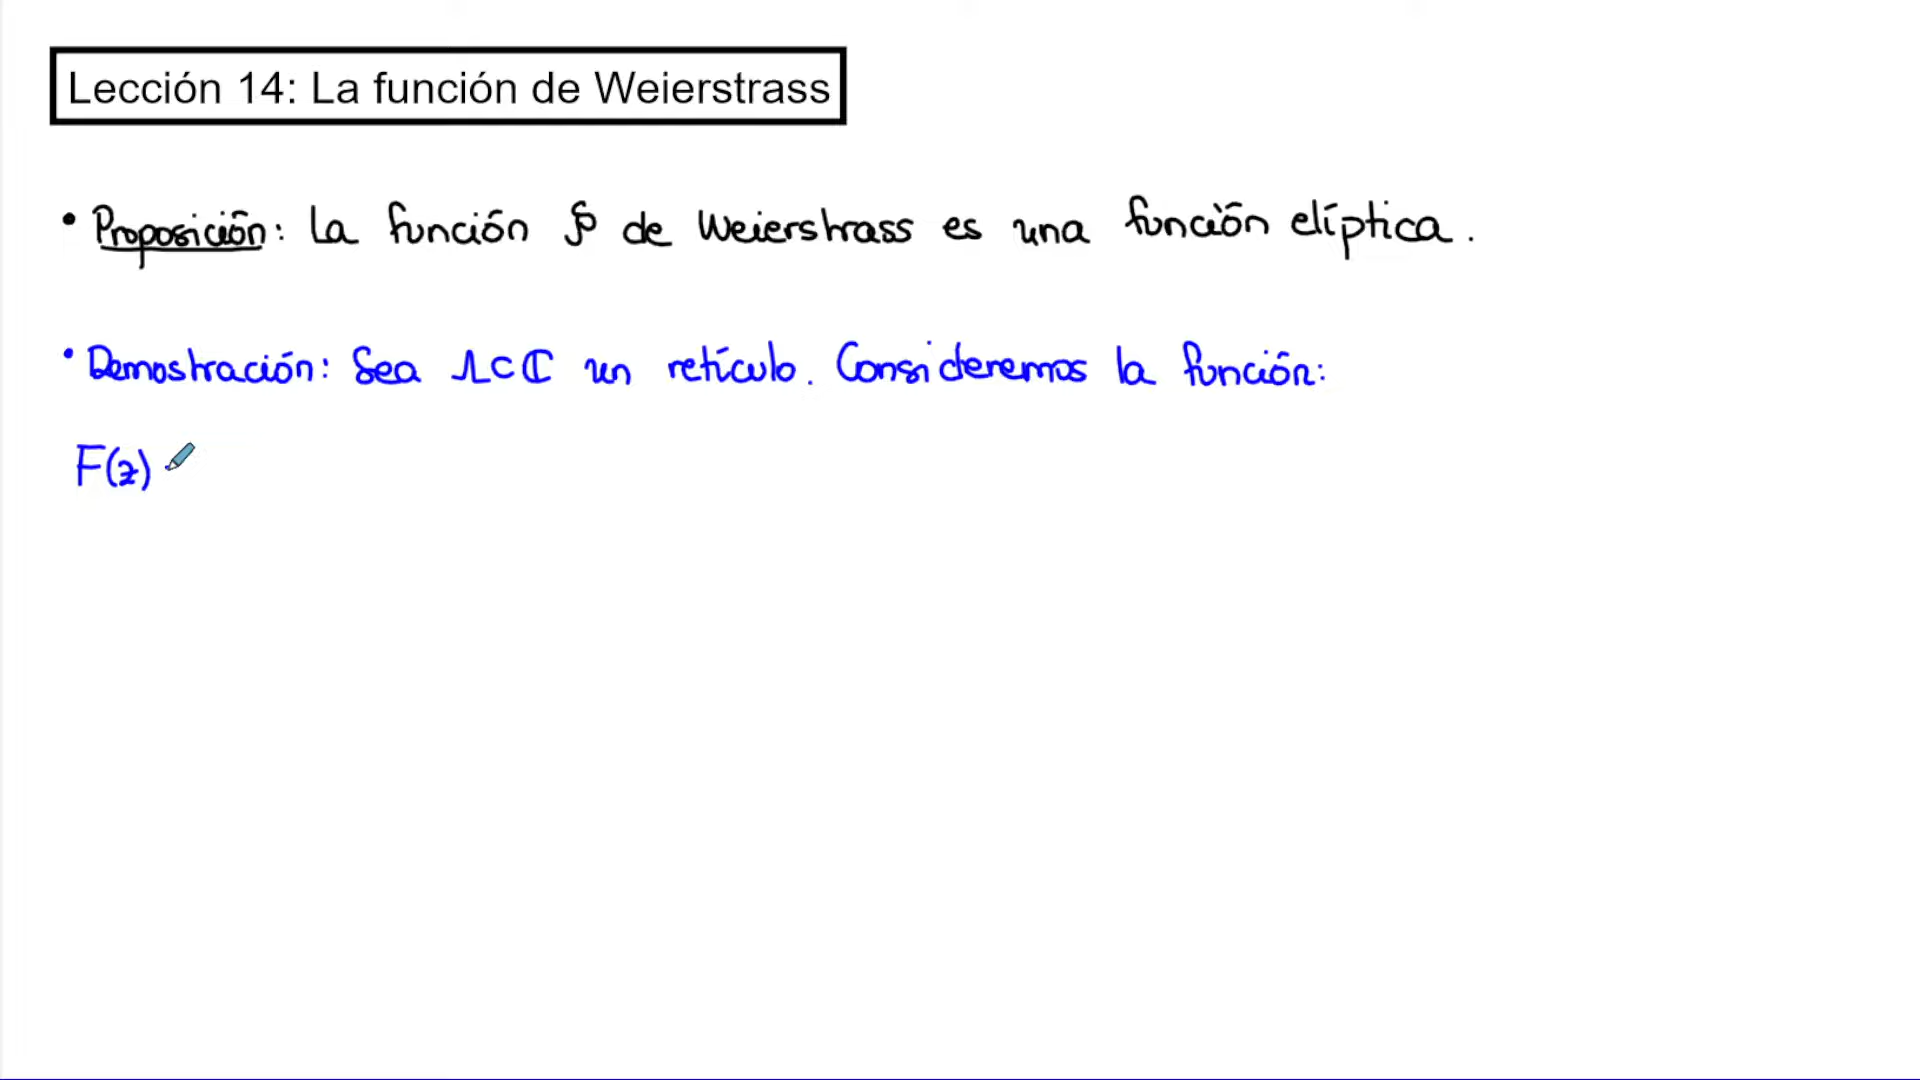 Lección 14: La función de Weierstrass
• Proposición: La función ℘ de Weierstrass es una función elíptica.
• Demostración: Sea Λ⊂ℂ un retículo. Consideremos la función:
F(z)